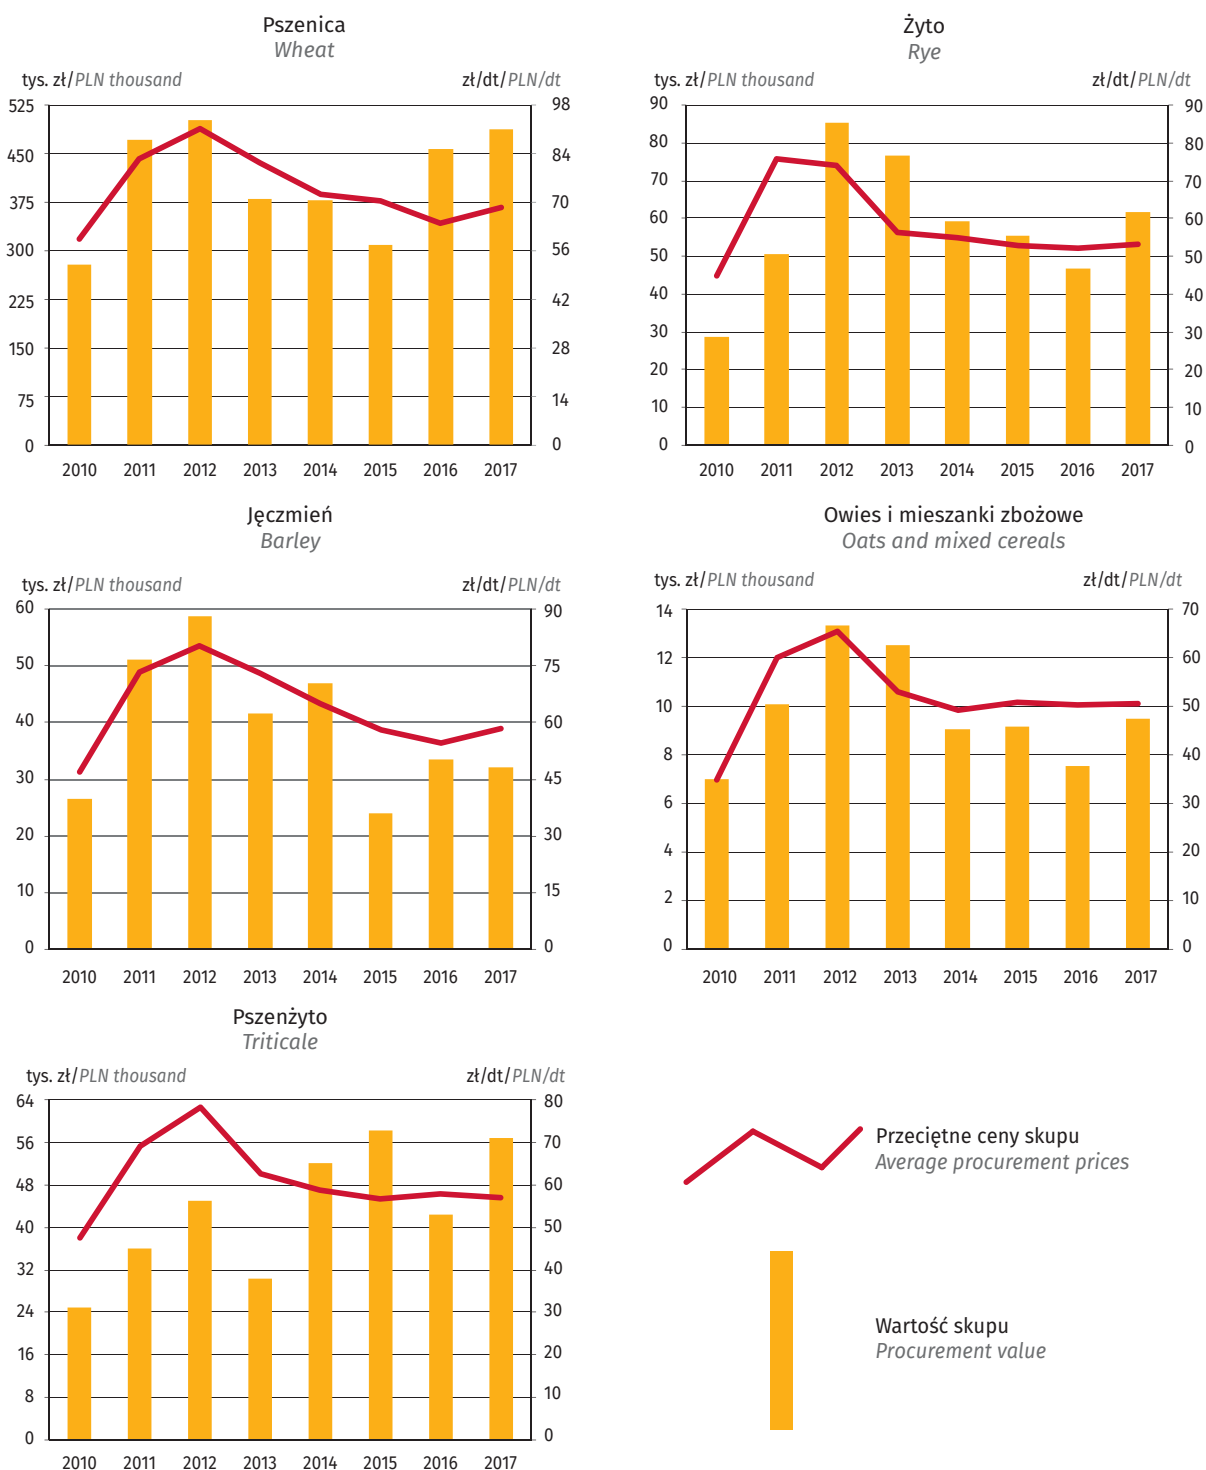 Pszenica
Wheat
tys. zł/PLN thousand
zł/dt/PLN/dt
525
450
375
300
225
150
75
0
98
84
70
56
42
28
14
0
2010 2011 2012 2013 2014 2015 2016 2017
Żyto
Rye
tys. zł/PLN thousand
zł/dt/PLN/dt
90
80
70
60
50
40
30
20
10
0
90
80
70
60
50
40
30
20
10
0
2010 2011 2012 2013 2014 2015 2016 2017
Jęczmień
Barley
tys. zł/PLN thousand
zł/dt/PLN/dt
60
50
40
30
20
10
0
90
75
60
45
30
15
0
2010 2011 2012 2013 2014 2015 2016 2017
Owies i mieszanki zbożowe
Oats and mixed cereals
tys. zł/PLN thousand
zł/dt/PLN/dt
14
12
10
8
6
4
2
0
70
60
50
40
30
20
10
0
2010 2011 2012 2013 2014 2015 2016 2017
Pszenżyto
Triticale
tys. zł/PLN thousand
zł/dt/PLN/dt
64
56
48
40
32
24
16
8
0
80
70
60
50
40
30
20
10
0
2010 2011 2012 2013 2014 2015 2016 2017
Przeciętne ceny skupu
Average procurement prices
Wartość skupu
Procurement value